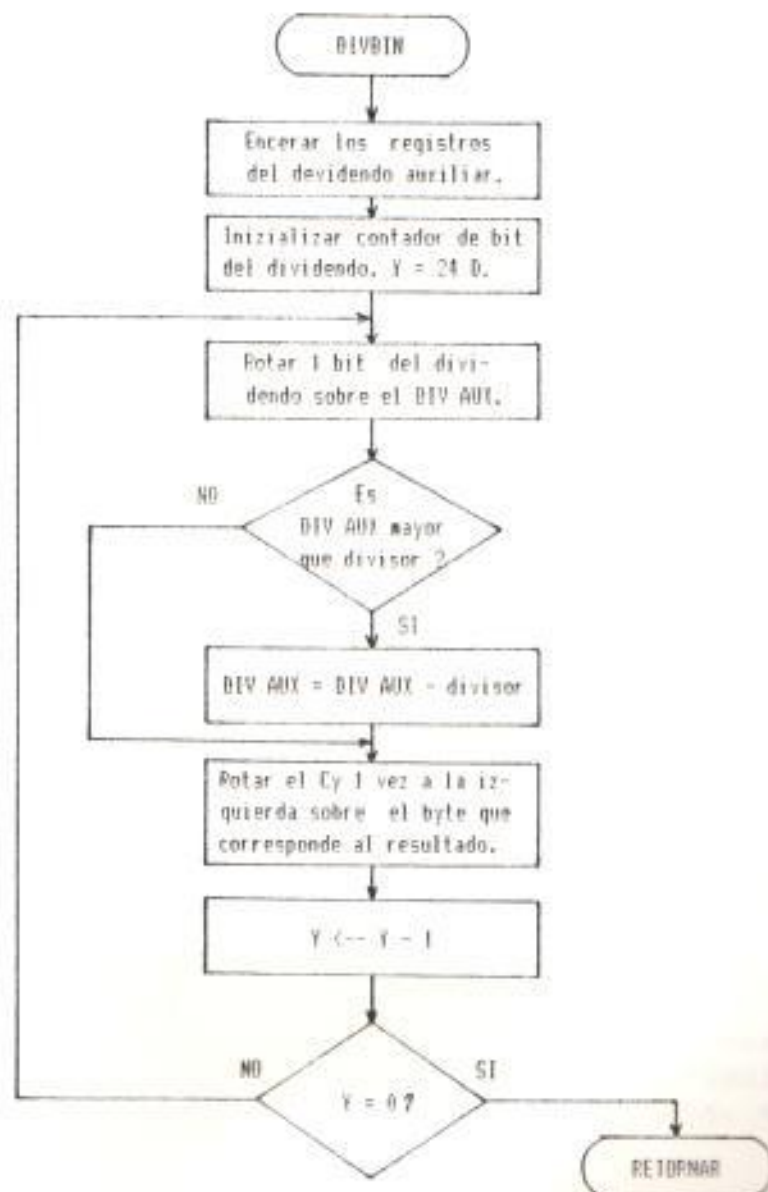 DIVBIN
Encerar los registros
del devidendo auxiliar.
Inizializar contador de bit
del dividendo. Y = 24 D.
Rotar 1 bit del divi-
dendo sobre el DIV AUX.
NO
Es
DIV AUX mayor
que divisor ?
SI
DIV AUX = DIV AUX - divisor
Rotar el Cy 1 vez a la iz-
quierda sobre el byte que
corresponde al resultado.
Y <-- Y - 1
NO
SI
Y = 0 ?
RETORNAR